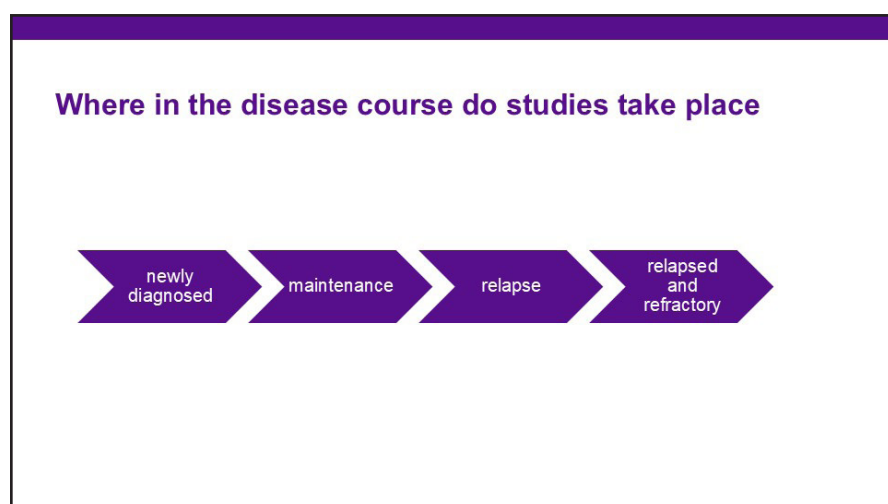 Where in the disease course do studies take place
newly
diagnosed
maintenance
relapse
relapsed
and
refractory